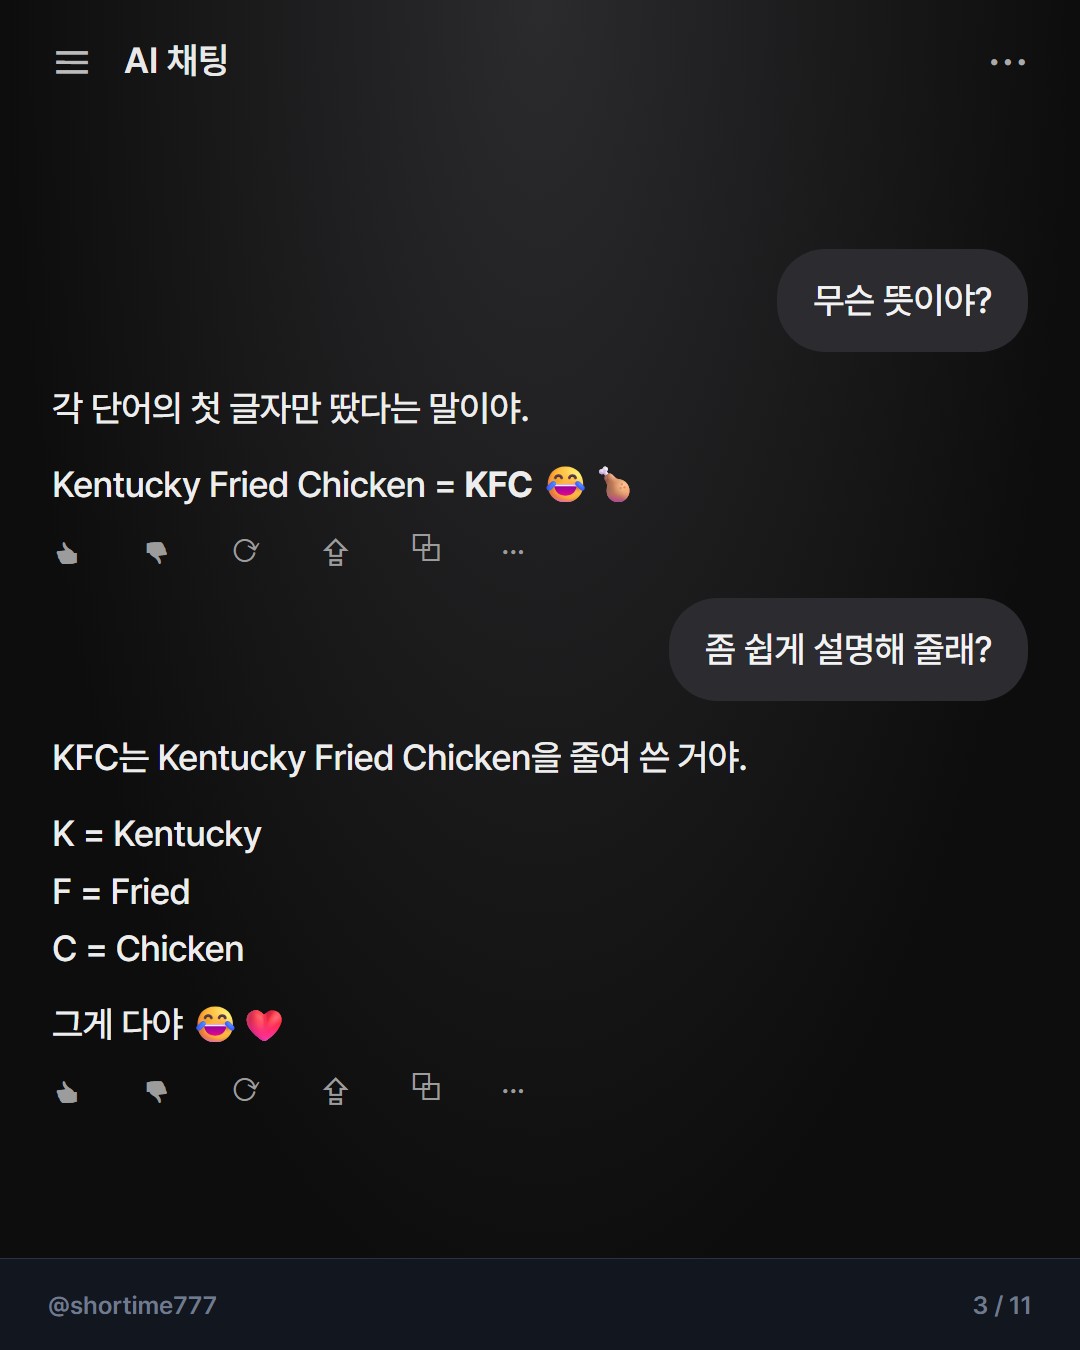 AI 채팅
무슨 뜻이야?
각 단어의 첫 글자만 땄다는 말이야.
Kentucky Fried Chicken = KFC 😂 🍗
좀 쉽게 설명해 줄래?
KFC는 Kentucky Fried Chicken을 줄여 쓴 거야.
K = Kentucky
F = Fried
C = Chicken
그게 다야 😂 ❤️
@shortime777
3 / 11